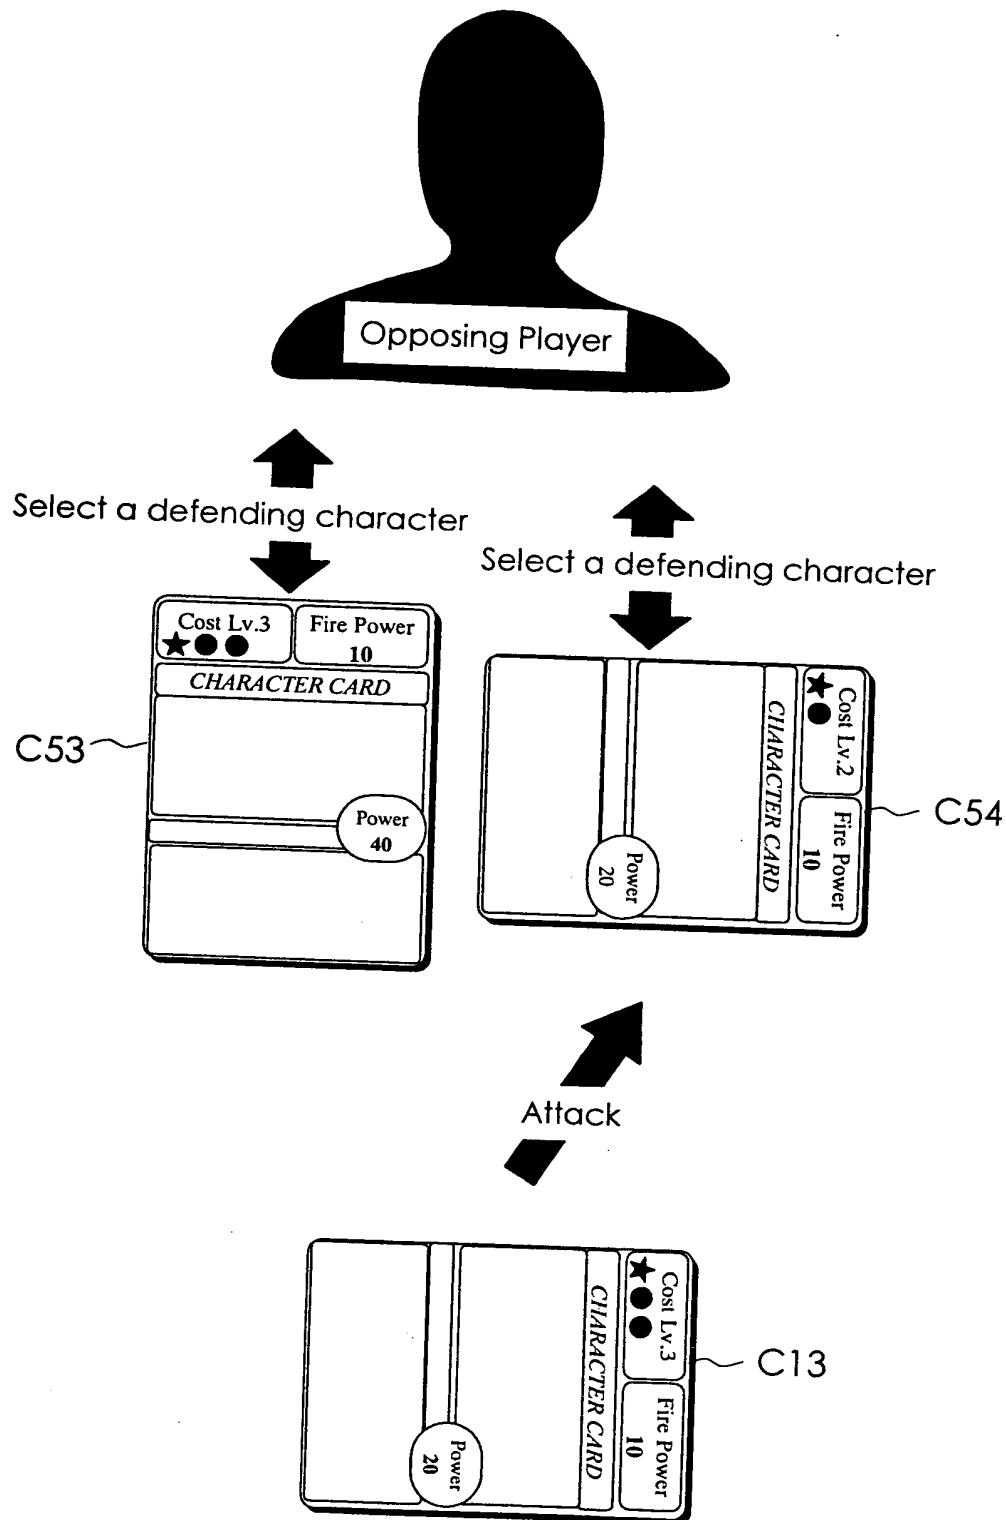 Opposing Player
Select a defending character
Select a defending character
Cost Lv.3
Fire Power
10
CHARACTER CARD
Power
40
C53
Cost Lv.2
Fire Power
10
CHARACTER CARD
Power
20
C54
Attack
Cost Lv.3
Fire Power
10
CHARACTER CARD
Power
20
C13